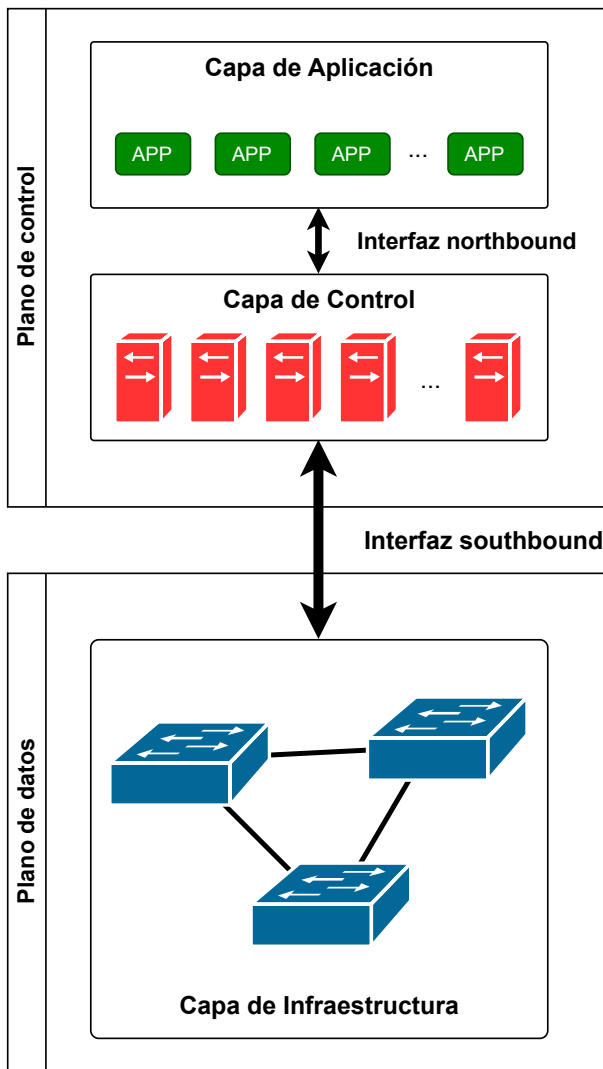 Plano de control
Capa de Aplicación
APP APP APP ... APP
Interfaz northbound
Capa de Control
...
Interfaz southbound
Plano de datos
Capa de Infraestructura